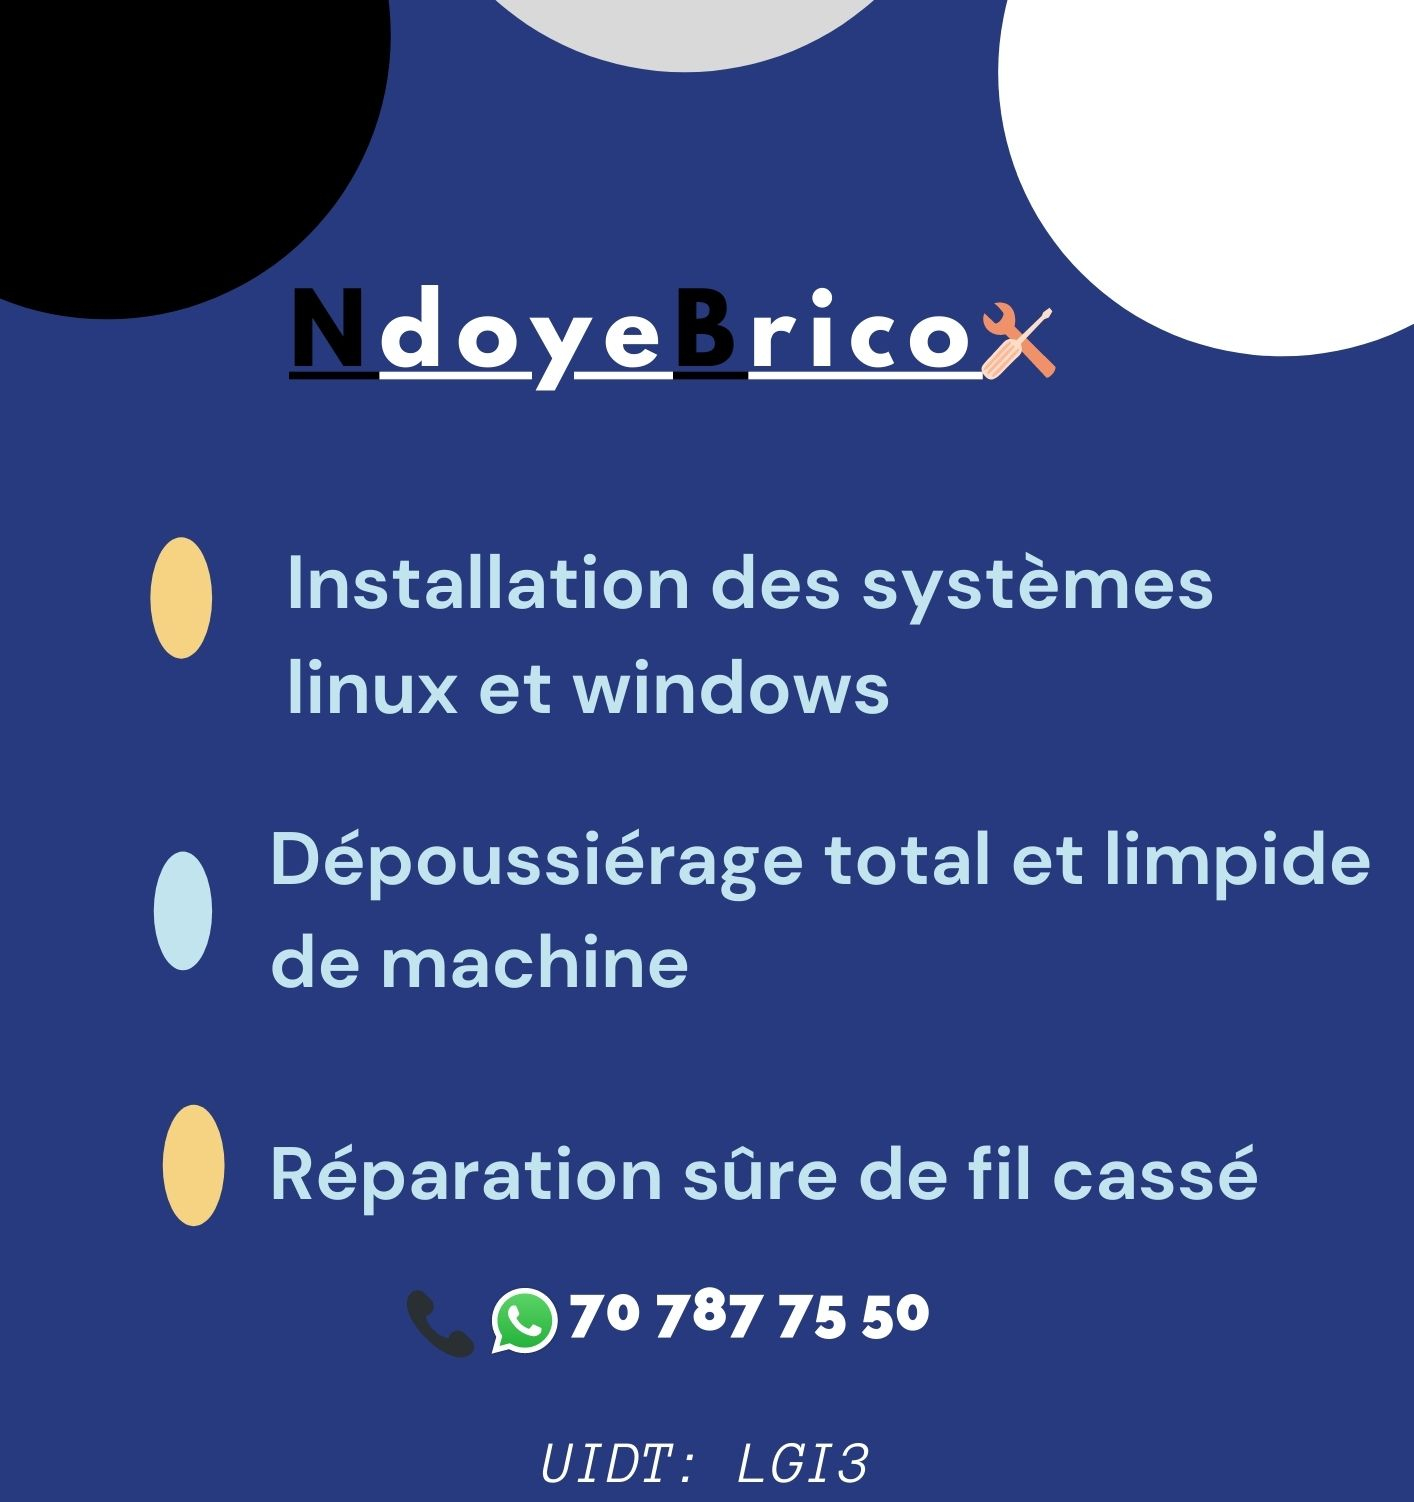 NdoyeBrico
Installation des systèmes
linux et windows
Dépoussiérage total et limpide
de machine
Réparation sûre de fil cassé
70 787 75 50
UIDT: LGI3